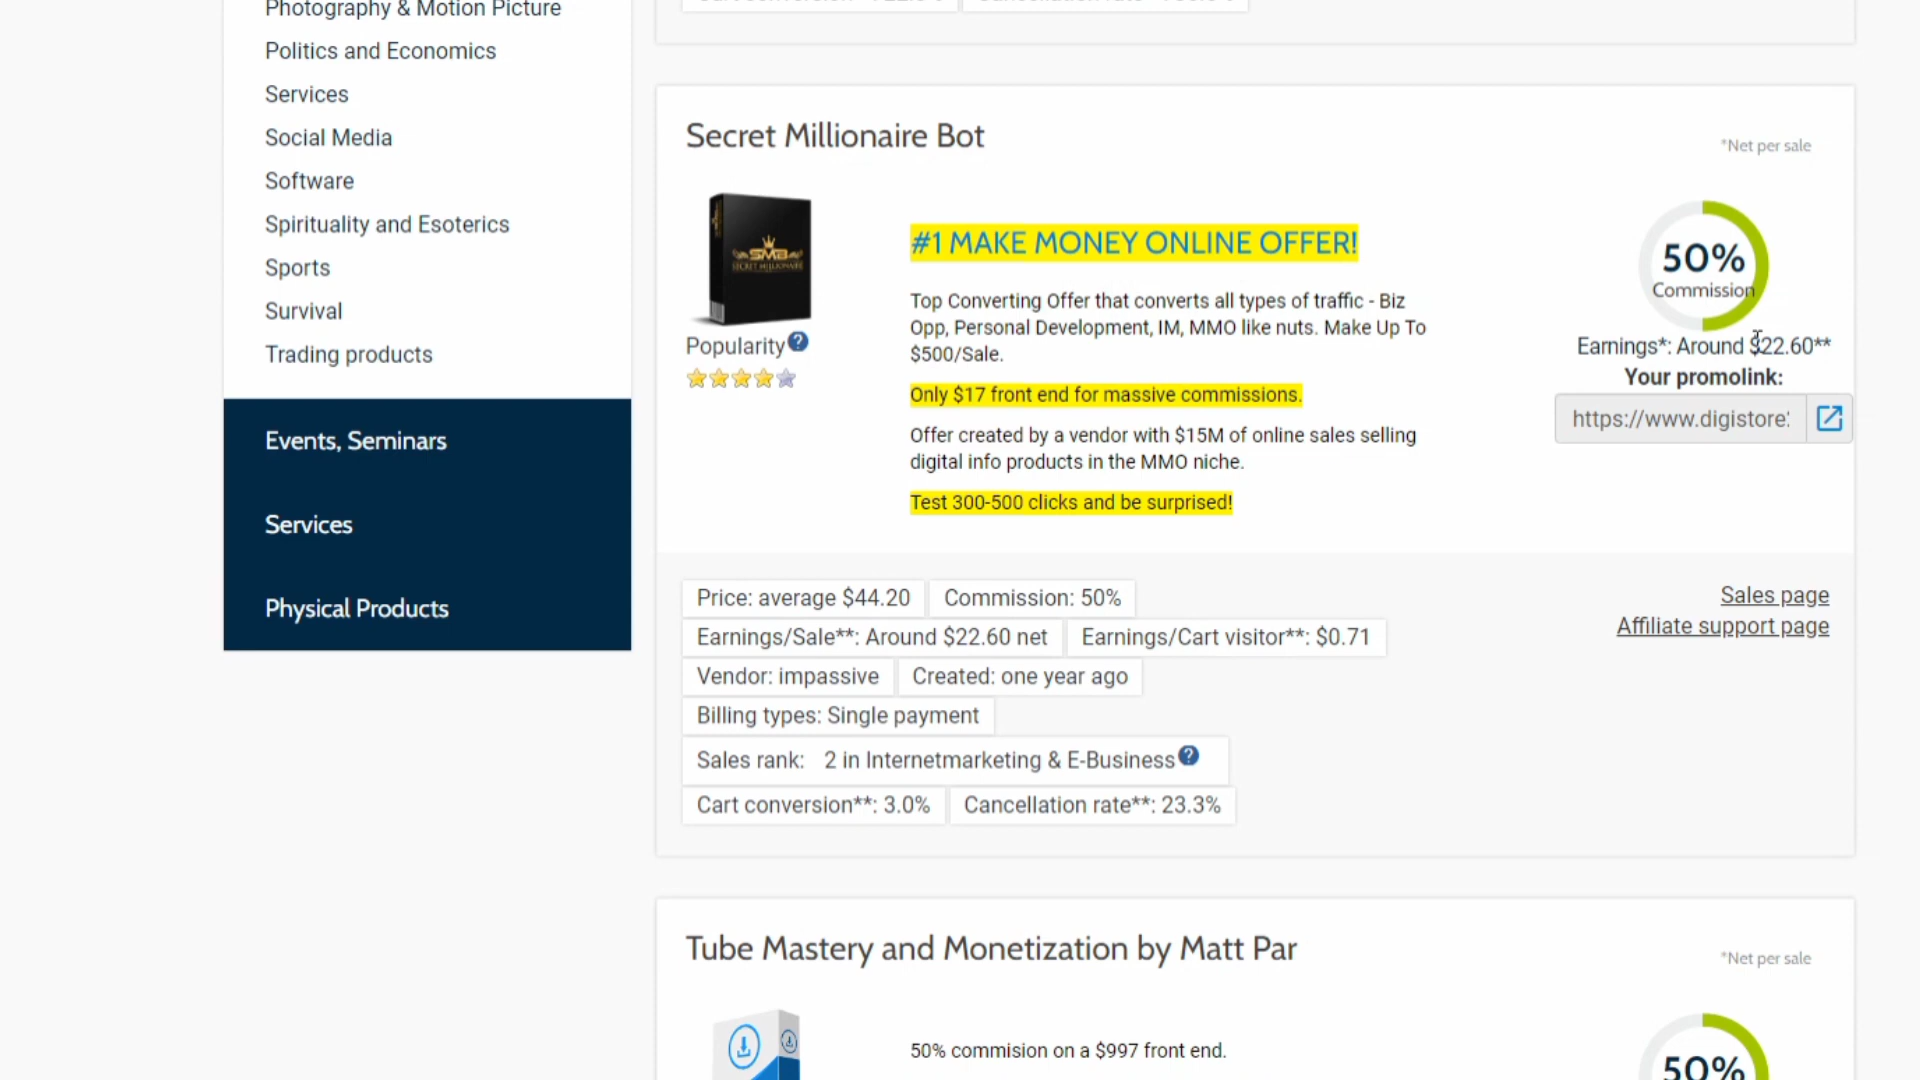 Photography & Motion Picture
Politics and Economics
Services
Social Media
Software
Spirituality and Esoterics
Sports
Survival
Trading products
Events, Seminars
Services
Physical Products
Secret Millionaire Bot
*Net per sale
SMB
SECRET MILLIONAIRE
Popularity
#1 MAKE MONEY ONLINE OFFER!
Top Converting Offer that converts all types of traffic - Biz
Opp, Personal Development, IM, MMO like nuts. Make Up To
$500/Sale.
Only $17 front end for massive commissions.
Offer created by a vendor with $15M of online sales selling
digital info products in the MMO niche.
Test 300-500 clicks and be surprised!
50%
Commission
Earnings*: Around $22.60**
Your promolink:
https://www.digistore
Price: average $44.20
Commission: 50%
Earnings/Sale**: Around $22.60 net
Earnings/Cart visitor**: $0.71
Vendor: impassive
Created: one year ago
Billing types: Single payment
Sales rank: 2 in Internetmarketing & E-Business
Cart conversion**: 3.0%
Cancellation rate**: 23.3%
Sales page
Affiliate support page
Tube Mastery and Monetization by Matt Par
*Net per sale
50% commision on a $997 front end.
50%